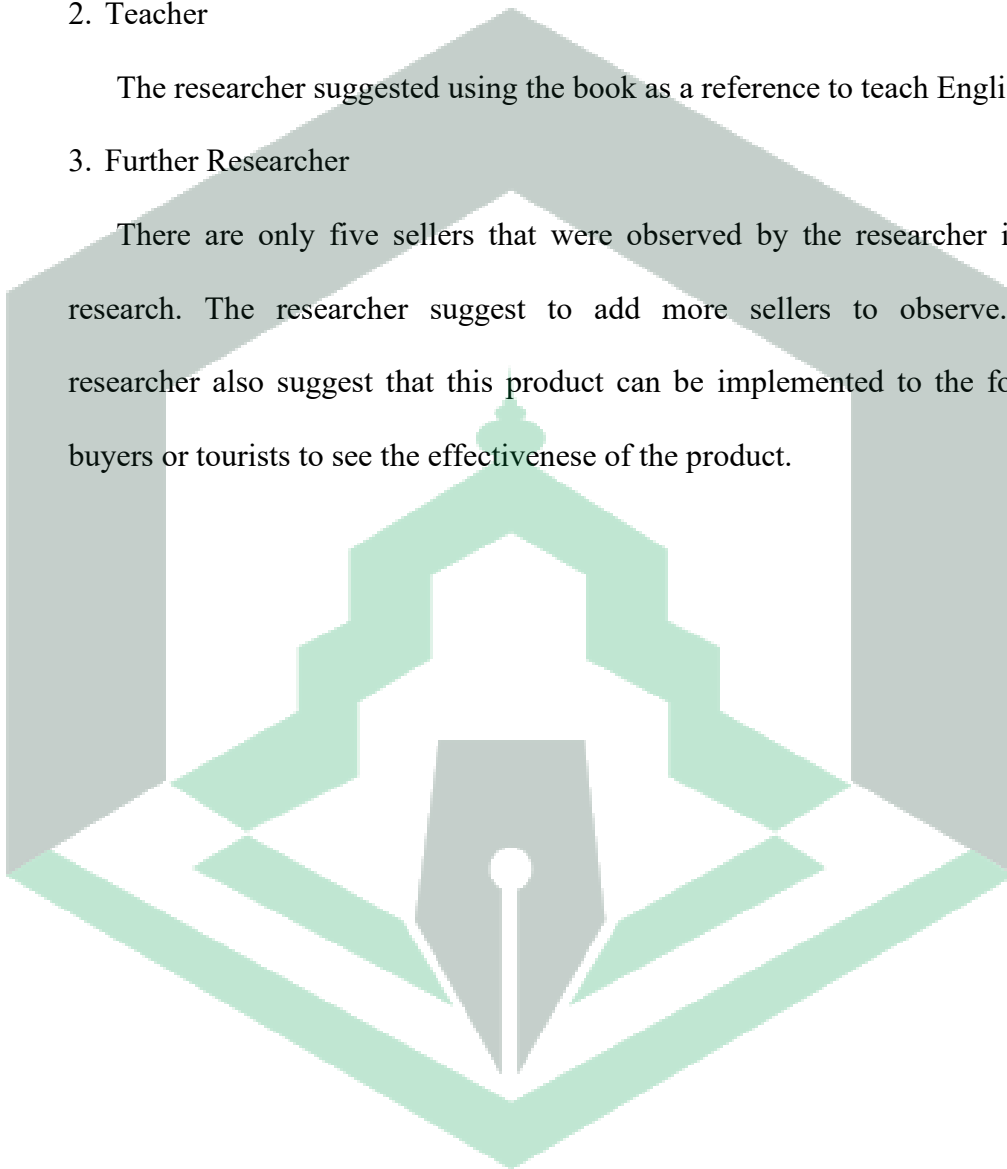 2. Teacher
The researcher suggested using the book as a reference to teach Engli
3. Further Researcher
There are only five sellers that were observed by the researcher i
research. The researcher suggest to add more sellers to observe.
researcher also suggest that this product can be implemented to the fo
buyers or tourists to see the effectivenese of the product.